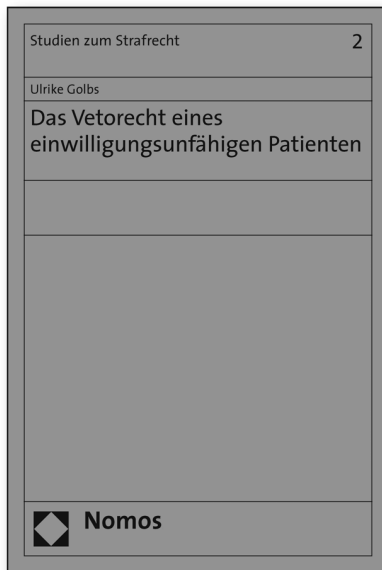 Studien zum Strafrecht 2
Ulrike Golbs
Das Vetorecht eines
einwilligungsunfähigen Patienten
Nomos